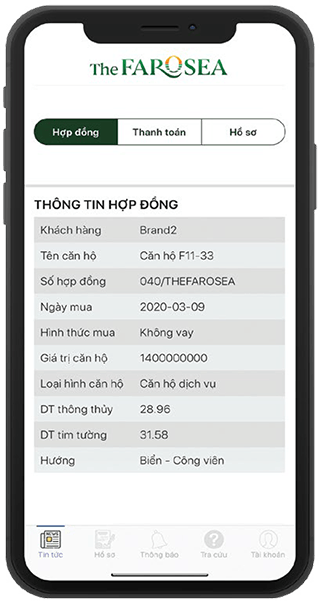 The FAROSEA
Hợp đồng Thanh toán Hồ sơ
THÔNG TIN HỢP ĐỒNG
Khách hàng Brand2
Tên căn hộ Căn hộ F11-33
Số hợp đồng 040/THEFAROSEA
Ngày mua 2020-03-09
Hình thức mua Không vay
Giá trị căn hộ 1400000000
Loại hình căn hộ Căn hộ dịch vụ
DT thông thủy 28.96
DT tim tường 31.58
Hướng Biển - Công viên
Tin tức Hồ sơ Thông báo Tra cứu Tài khoản